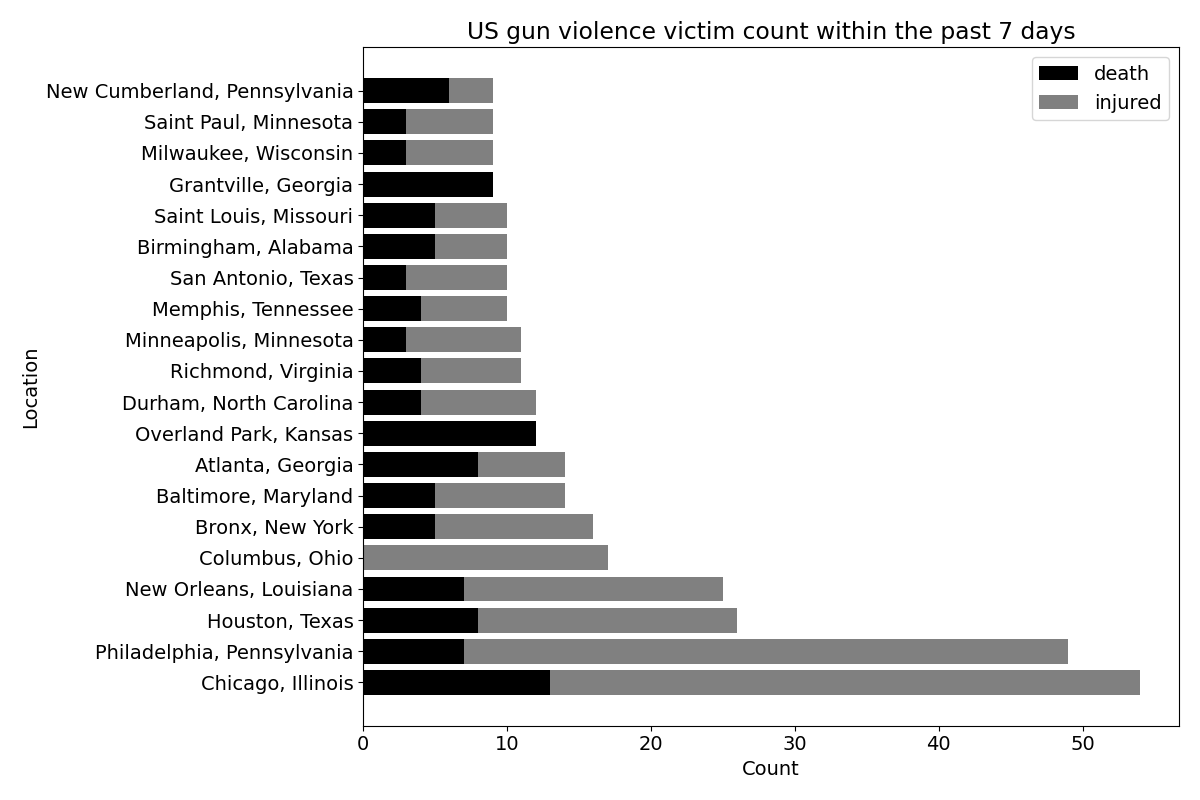 US gun violence victim count within the past 7 days
death
injured
New Cumberland, Pennsylvania
Saint Paul, Minnesota
Milwaukee, Wisconsin
Grantville, Georgia
Saint Louis, Missouri
Birmingham, Alabama
San Antonio, Texas
Memphis, Tennessee
Minneapolis, Minnesota
Richmond, Virginia
Durham, North Carolina
Overland Park, Kansas
Atlanta, Georgia
Baltimore, Maryland
Bronx, New York
Columbus, Ohio
New Orleans, Louisiana
Houston, Texas
Philadelphia, Pennsylvania
Chicago, Illinois
Location
0 10 20 30 40 50
Count